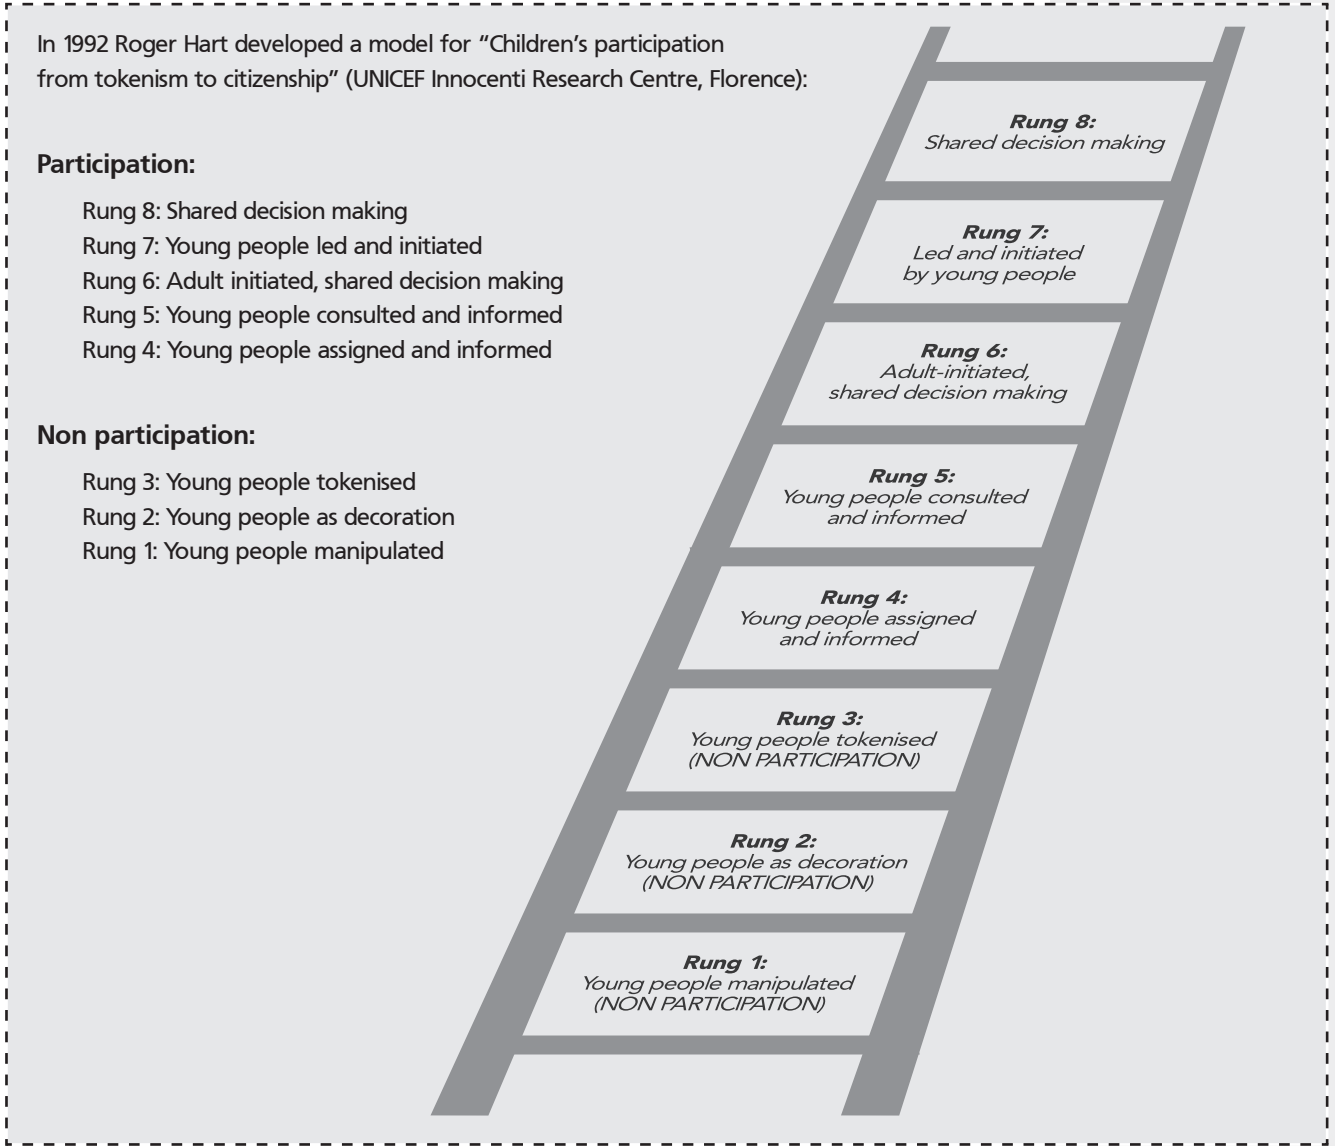 In 1992 Roger Hart developed a model for “Children’s participation
from tokenism to citizenship” (UNICEF Innocenti Research Centre, Florence):
Participation:
Rung 8: Shared decision making
Rung 7: Young people led and initiated
Rung 6: Adult initiated, shared decision making
Rung 5: Young people consulted and informed
Rung 4: Young people assigned and informed
Non participation:
Rung 3: Young people tokenised
Rung 2: Young people as decoration
Rung 1: Young people manipulated
Rung 8:
Shared decision making
Rung 7:
Led and initiated
by young people
Rung 6:
Adult-initiated,
shared decision making
Rung 5:
Young people consulted
and informed
Rung 4:
Young people assigned
and informed
Rung 3:
Young people tokenised
(NON PARTICIPATION)
Rung 2:
Young people as decoration
(NON PARTICIPATION)
Rung 1:
Young people manipulated
(NON PARTICIPATION)